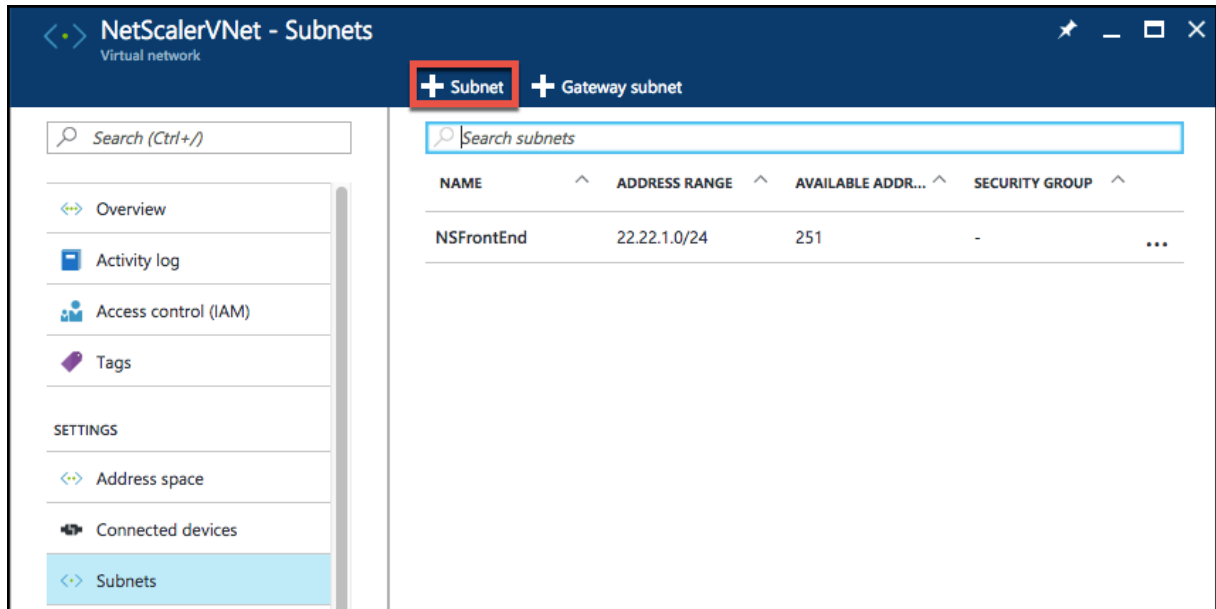 NetScalerVNet - Subnets
Virtual network
Subnet
Gateway subnet
Search (Ctrl+/)
Overview
Activity log
Access control (IAM)
Tags
SETTINGS
Address space
Connected devices
Subnets
Search subnets
NAME ADDRESS RANGE AVAILABLE ADDR... SECURITY GROUP
NSFrontEnd 22.22.1.0/24 251 - ...